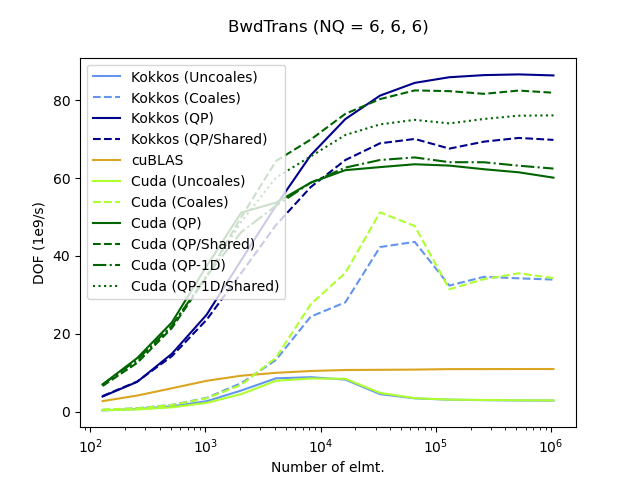 BwdTrans (NQ = 6, 6, 6)
Kokkos (Uncoales)
Kokkos (Coales)
Kokkos (QP)
Kokkos (QP/Shared)
cuBLAS
Cuda (Uncoales)
Cuda (Coales)
Cuda (QP)
Cuda (QP/Shared)
Cuda (QP-1D)
Cuda (QP-1D/Shared)
DOF (1e9/s)
80
60
40
20
0
10² 10³ 10⁴ 10⁵ 10⁶
Number of elmt.